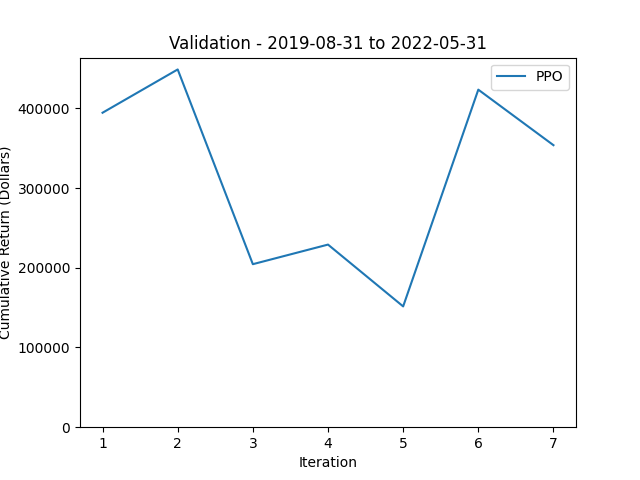 Validation - 2019-08-31 to 2022-05-31
PPO
Cumulative Return (Dollars)
400000
300000
200000
100000
0
1 2 3 4 5 6 7
Iteration